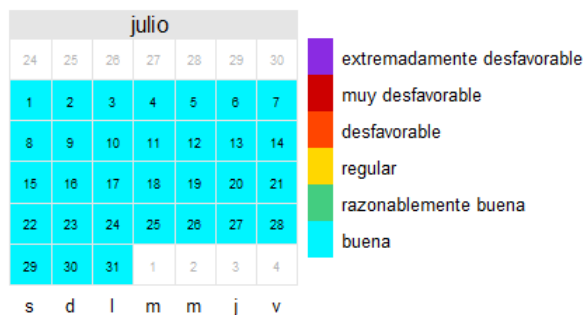 julio
24 25 26 27 28 29 30
1 2 3 4 5 6 7
8 9 10 11 12 13 14
15 16 17 18 19 20 21
22 23 24 25 26 27 28
29 30 31 1 2 3 4
s d l m m j v
extremadamente desfavorable
muy desfavorable
desfavorable
regular
razonablemente buena
buena